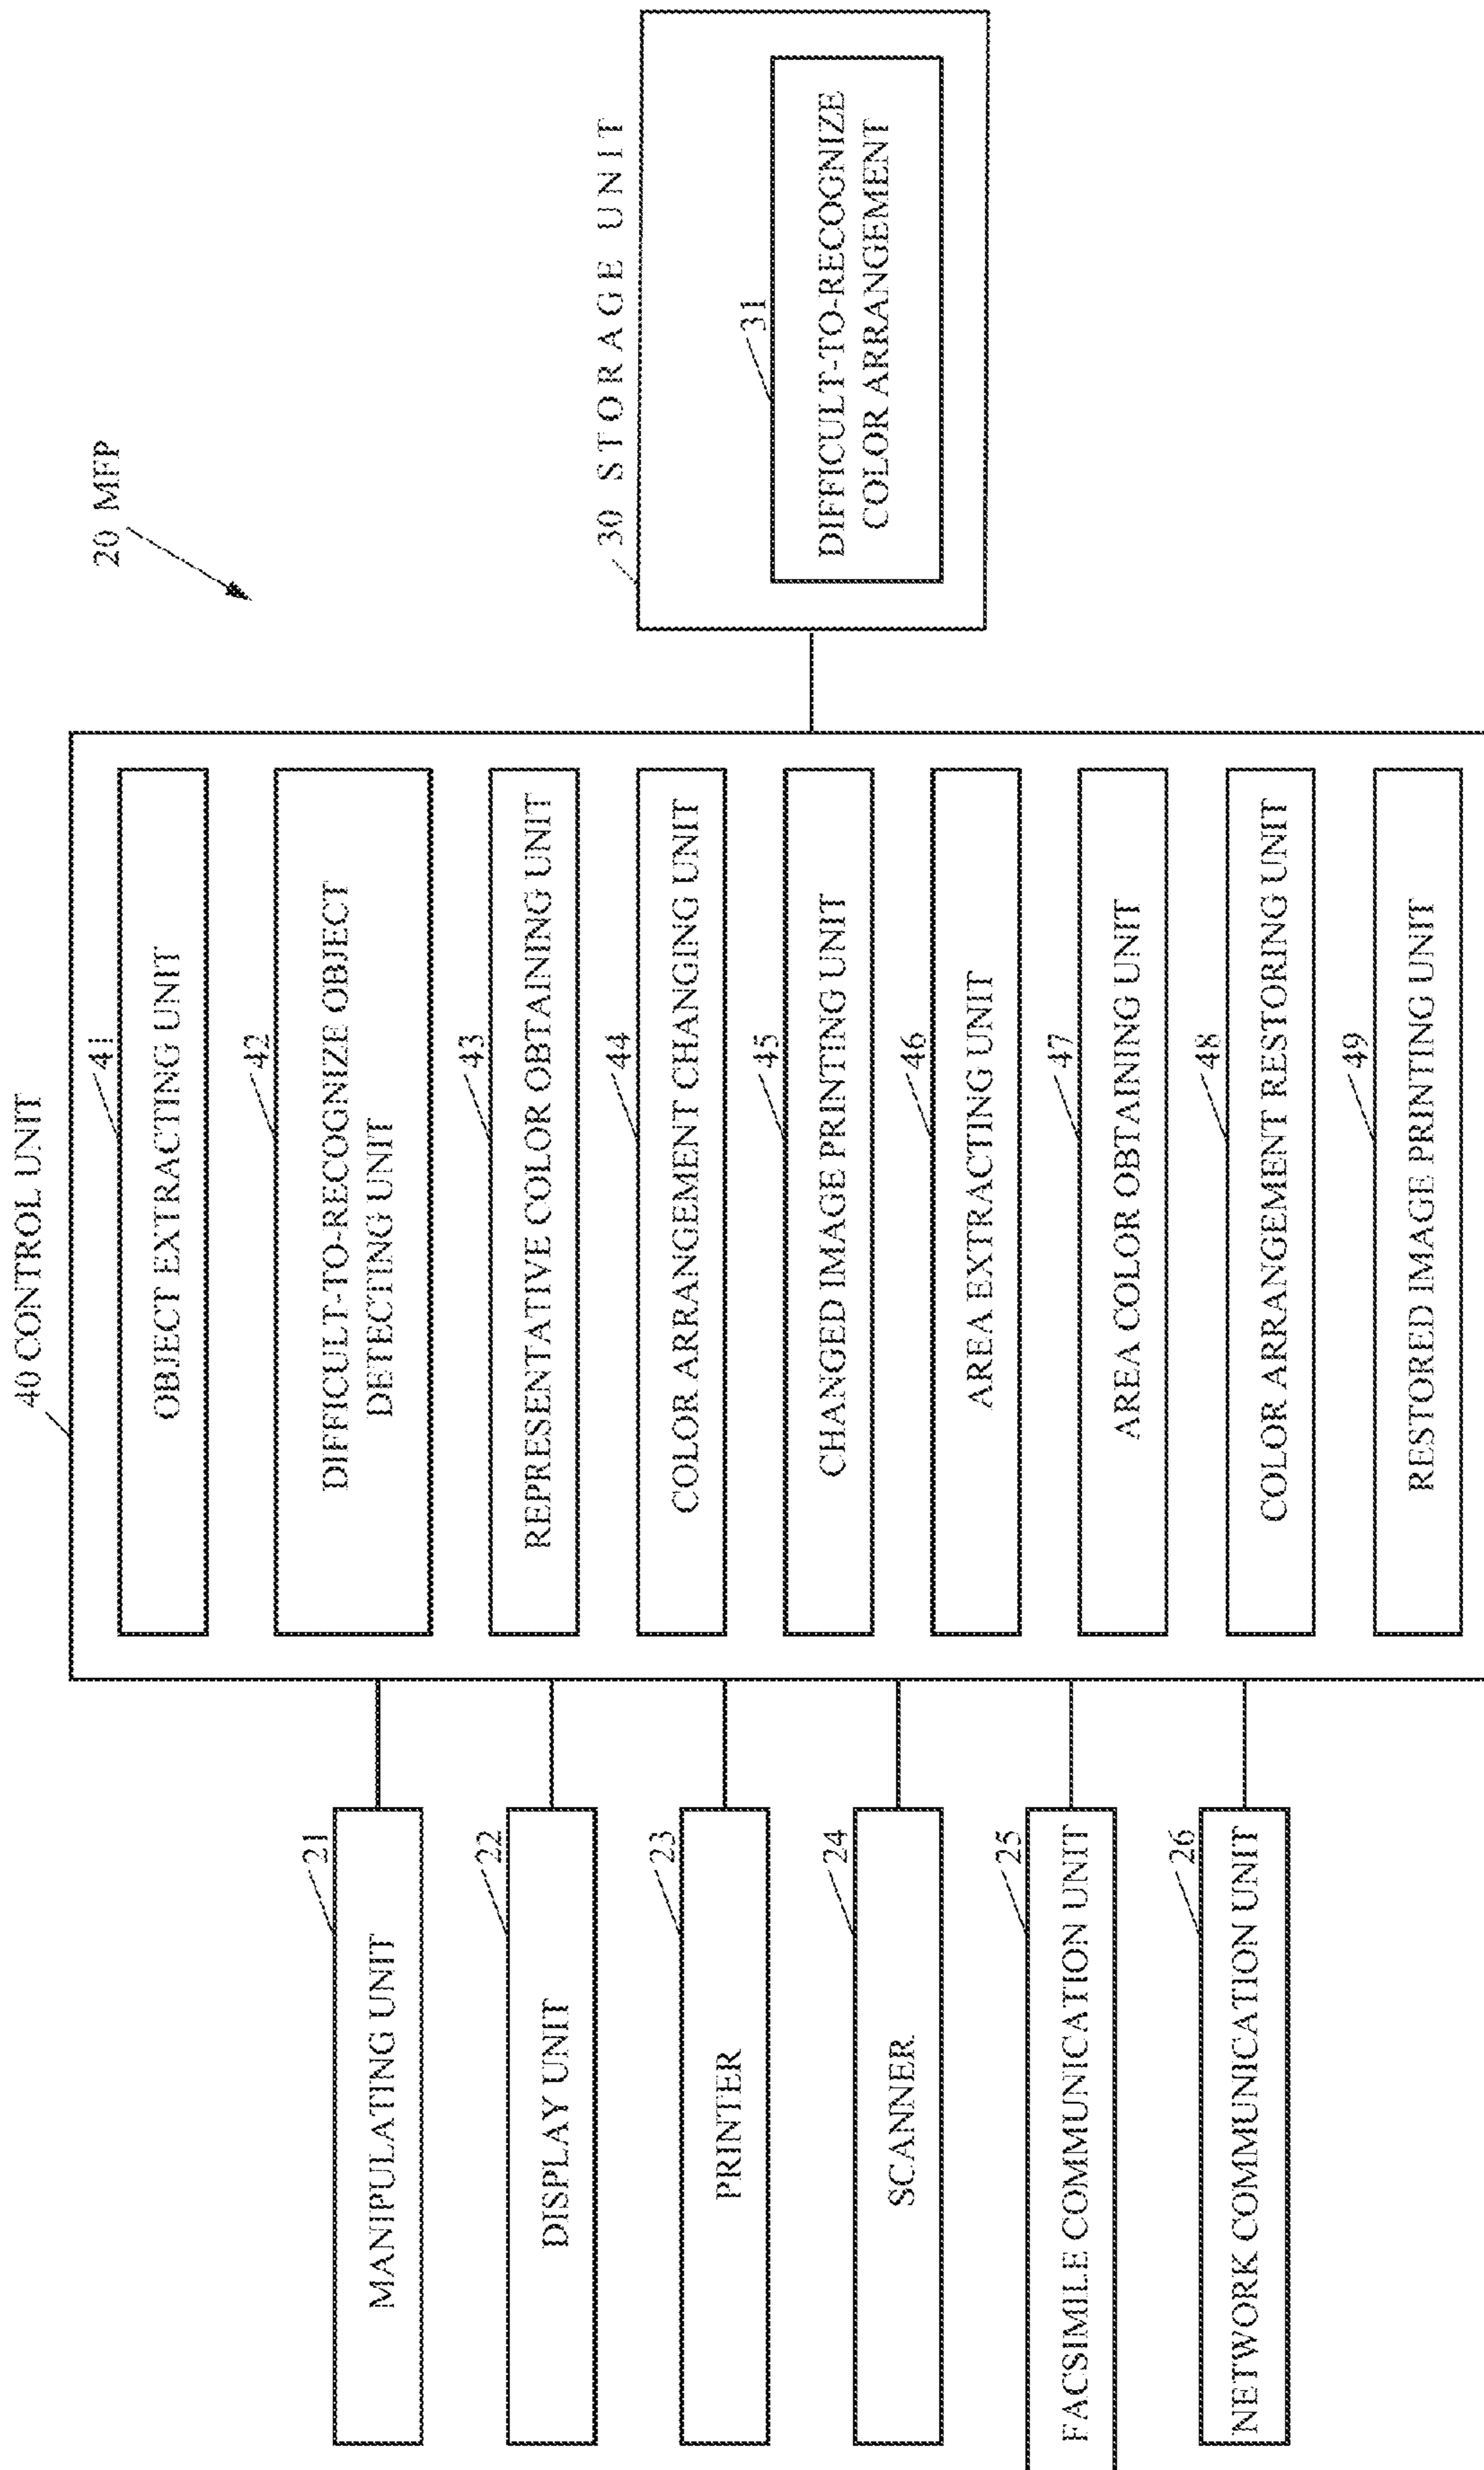 20 MFP
40 CONTROL UNIT
41
OBJECT EXTRACTING UNIT
42
DIFFICULT-TO-RECOGNIZE OBJECT
DETECTING UNIT
43
REPRESENTATIVE COLOR OBTAINING UNIT
44
COLOR ARRANGEMENT CHANGING UNIT
45
CHANGED IMAGE PRINTING UNIT
46
AREA EXTRACTING UNIT
47
AREA COLOR OBTAINING UNIT
48
COLOR ARRANGEMENT RESTORING UNIT
49
RESTORED IMAGE PRINTING UNIT
21
MANIPULATING UNIT
22
DISPLAY UNIT
23
PRINTER
24
SCANNER
25
FACSIMILE COMMUNICATION UNIT
26
NETWORK COMMUNICATION UNIT
30 STORAGE UNIT
31
DIFFICULT-TO-RECOGNIZE
COLOR ARRANGEMENT